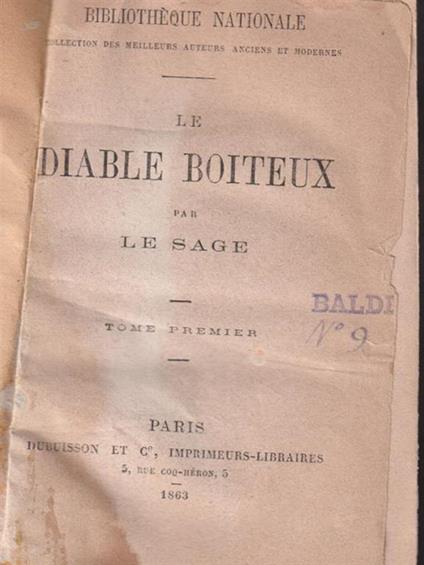 BIBLIOTHÈQUE NATIONALE
COLLECTION DES MEILLEURS AUTEURS ANCIENS ET MODERNES
LE
DIABLE BOITEUX
PAR
LE SAGE
BALDI
N° 9
TOME PREMIER
PARIS
DUBUISSON ET Ce, IMPRIMEURS-LIBRAIRES
5, RUE COQ-HÉRON, 5
1863